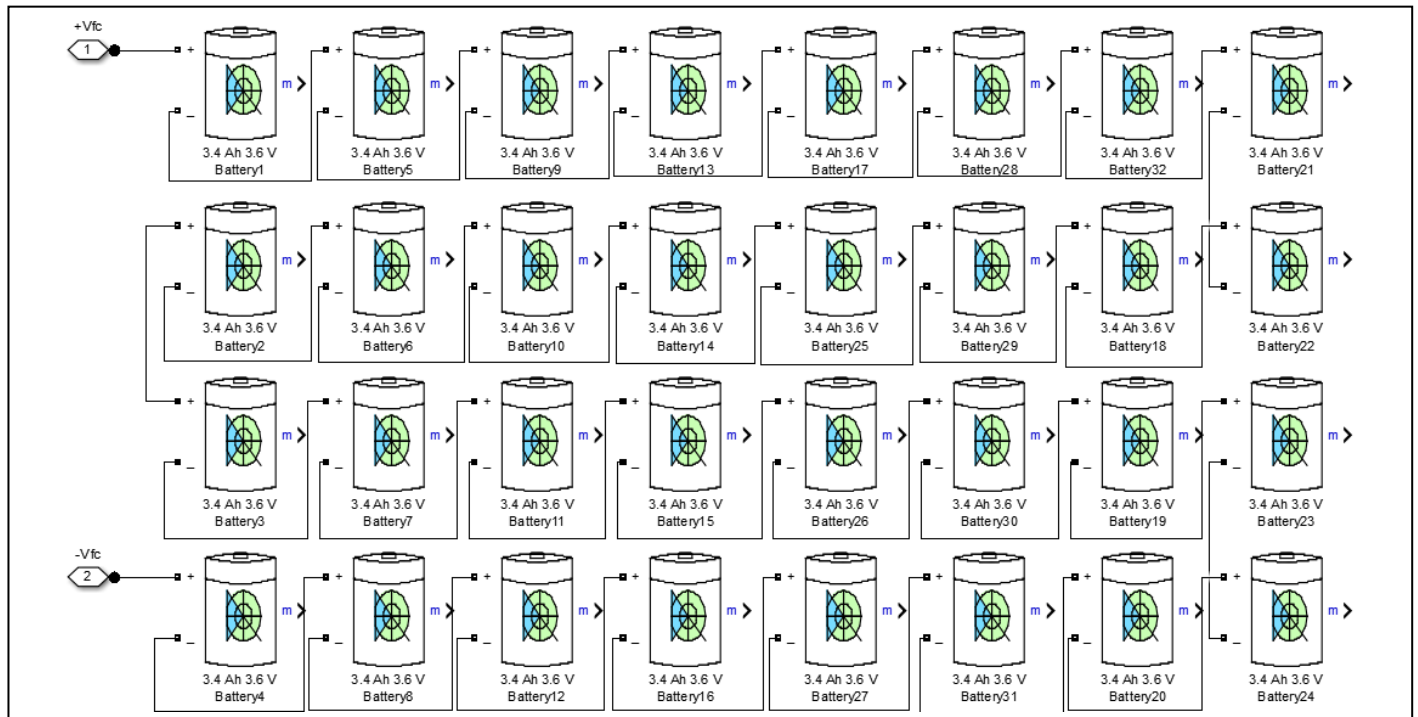 +Vfc
1
+ + + + + + + +
m m m m m m m
_ _ _ _ _ _ _ _
3.4 Ah 3.6 V 3.4 Ah 3.6 V 3.4 Ah 3.6 V 3.4 Ah 3.6 V 3.4 Ah 3.6 V 3.4 Ah 3.6 V 3.4 Ah 3.6 V 3.4 Ah 3.6 V
Battery1 Battery5 Battery9 Battery13 Battery17 Battery28 Battery32 Battery21
+ + + + + + + +
m m m m m m m m
_ _ _ _ _ _ _ _
3.4 Ah 3.6 V 3.4 Ah 3.6 V 3.4 Ah 3.6 V 3.4 Ah 3.6 V 3.4 Ah 3.6 V 3.4 Ah 3.6 V 3.4 Ah 3.6 V 3.4 Ah 3.6 V
Battery2 Battery6 Battery10 Battery14 Battery25 Battery29 Battery18 Battery22
+ + + + + + + +
m m m m m m m m
_ _ _ _ _ _ _ _
3.4 Ah 3.6 V 3.4 Ah 3.6 V 3.4 Ah 3.6 V 3.4 Ah 3.6 V 3.4 Ah 3.6 V 3.4 Ah 3.6 V 3.4 Ah 3.6 V 3.4 Ah 3.6 V
Battery3 Battery7 Battery11 Battery15 Battery26 Battery30 Battery19 Battery23
-Vfc
2
+ + + + + + + +
m m m m m m m m
_ _ _ _ _ _ _ _
3.4 Ah 3.6 V 3.4 Ah 3.6 V 3.4 Ah 3.6 V 3.4 Ah 3.6 V 3.4 Ah 3.6 V 3.4 Ah 3.6 V 3.4 Ah 3.6 V 3.4 Ah 3.6 V
Battery4 Battery8 Battery12 Battery16 Battery27 Battery31 Battery20 Battery24